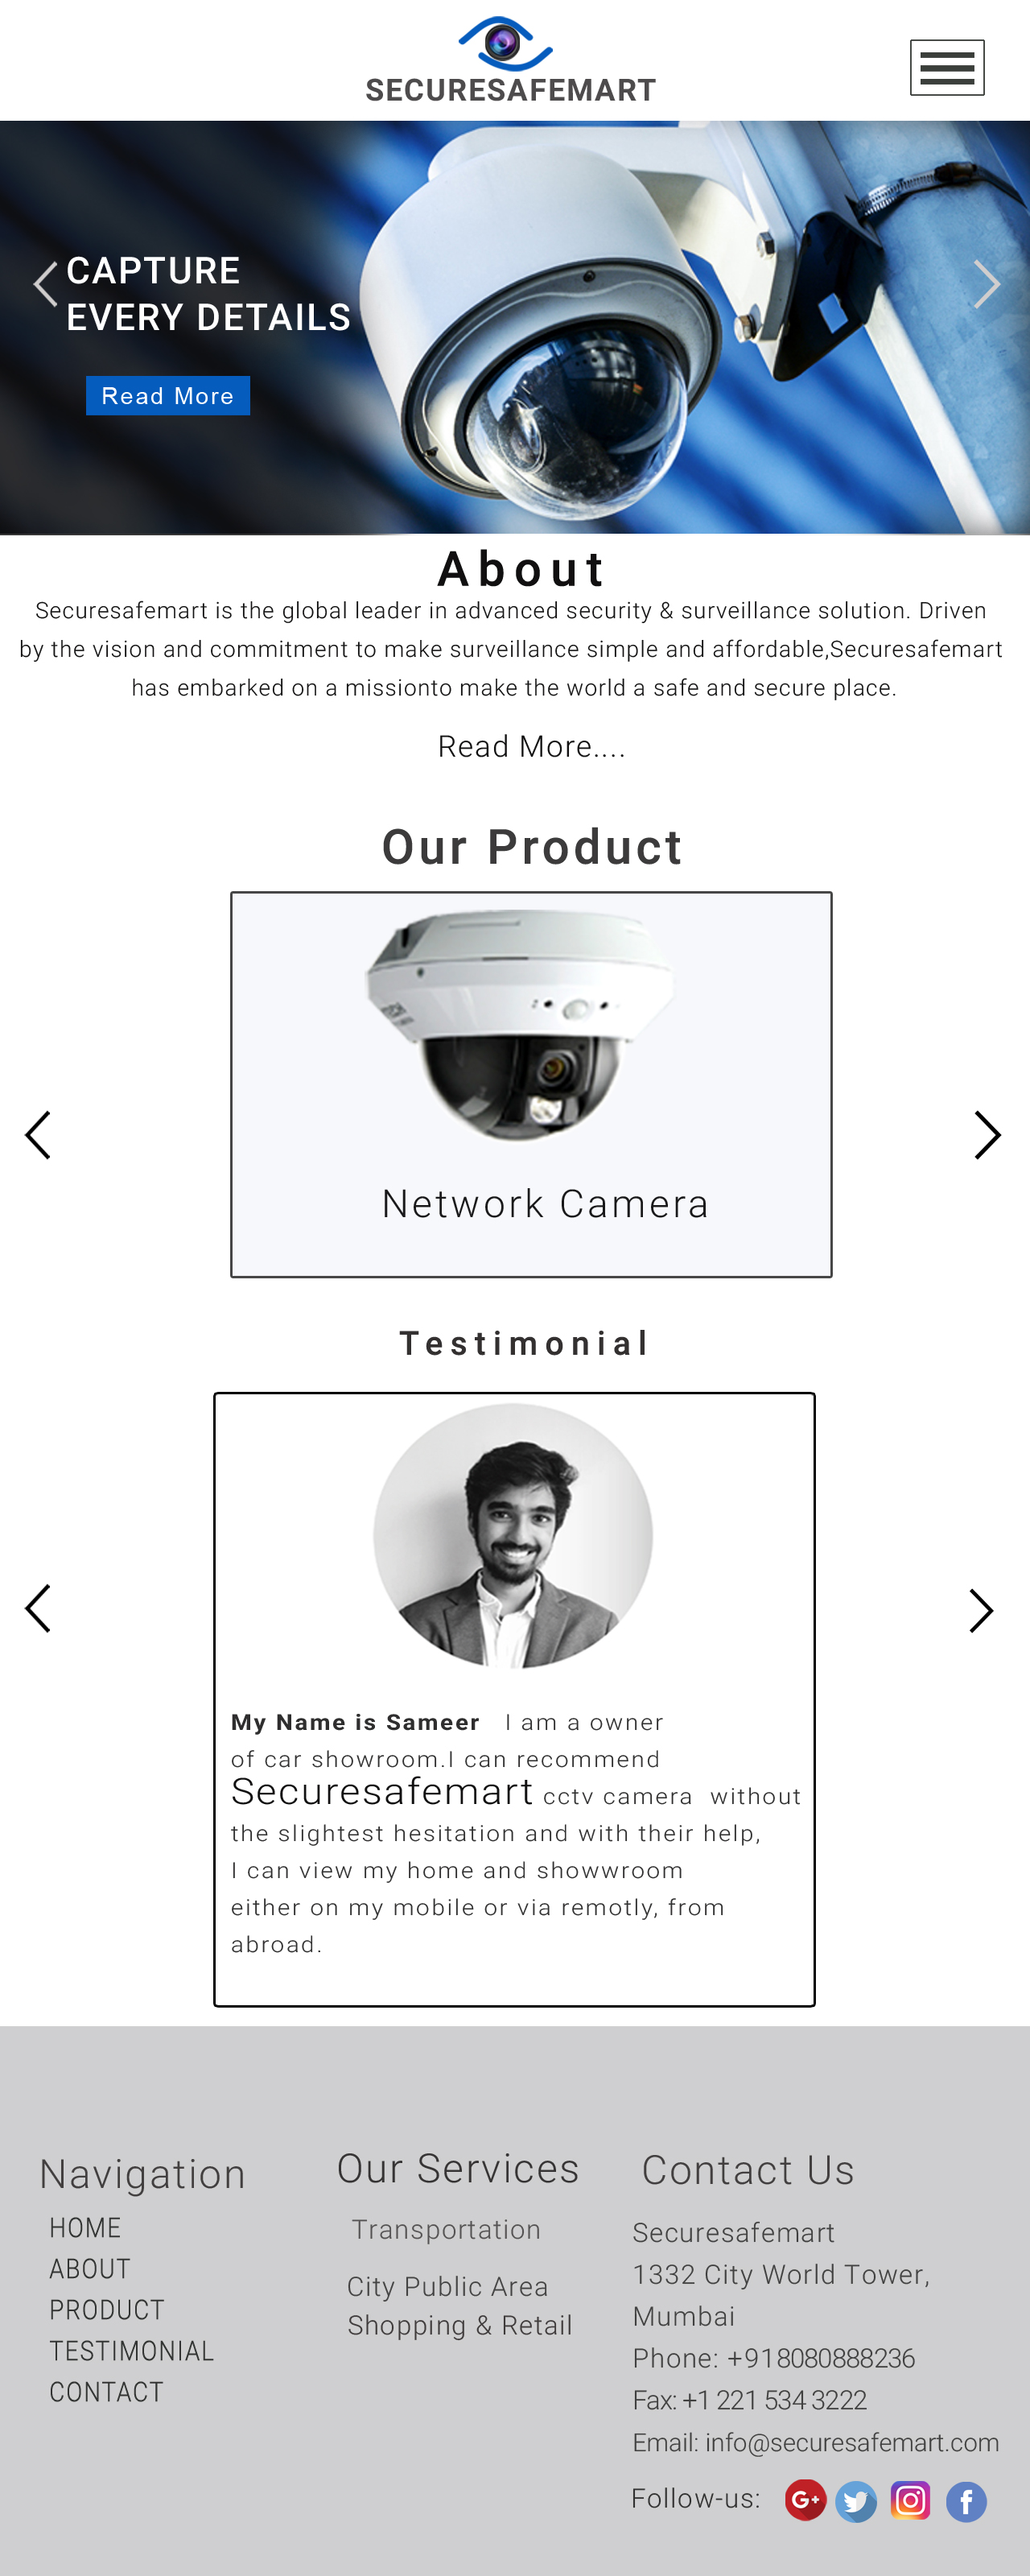 SECURESAFEMART
CAPTURE
EVERY DETAILS
Read More
About
Securesafemart is the global leader in advanced security & surveillance solution. Driven
by the vision and commitment to make surveillance simple and affordable,Securesafemart
has embarked on a missionto make the world a safe and secure place.
Read More....
Our Product
Network Camera
Testimonial
My Name is Sameer I am a owner
of car showroom.I can recommend
Securesafemart cctv camera without
the slightest hesitation and with their help,
I can view my home and showwroom
either on my mobile or via remotly, from
abroad.
Navigation
HOME
ABOUT
PRODUCT
TESTIMONIAL
CONTACT
Our Services
Transportation
City Public Area
Shopping & Retail
Contact Us
Securesafemart
1332 City World Tower,
Mumbai
Phone: +918080888236
Fax: +1 221 534 3222
Email: info@securesafemart.com
Follow-us: